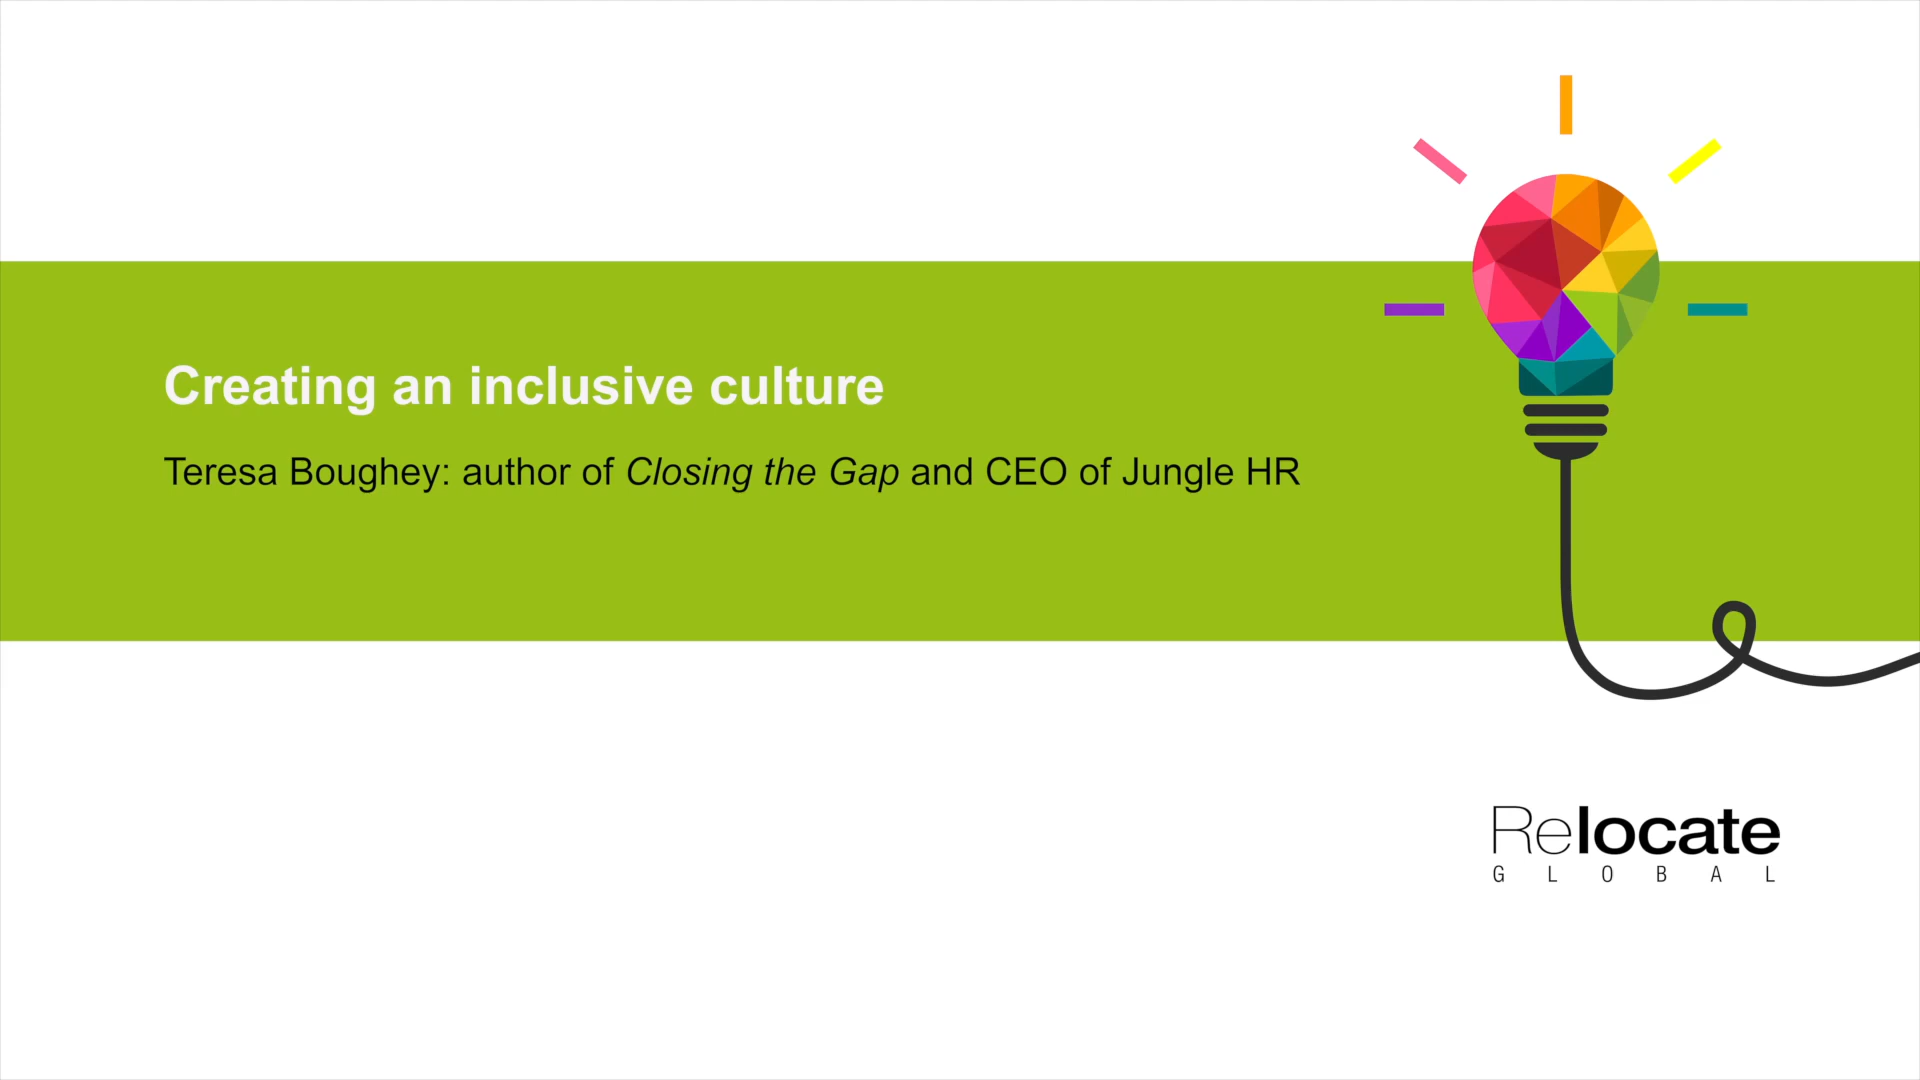 Creating an inclusive culture
Teresa Boughey: author of Closing the Gap and CEO of Jungle HR
Relocate
GLOBAL